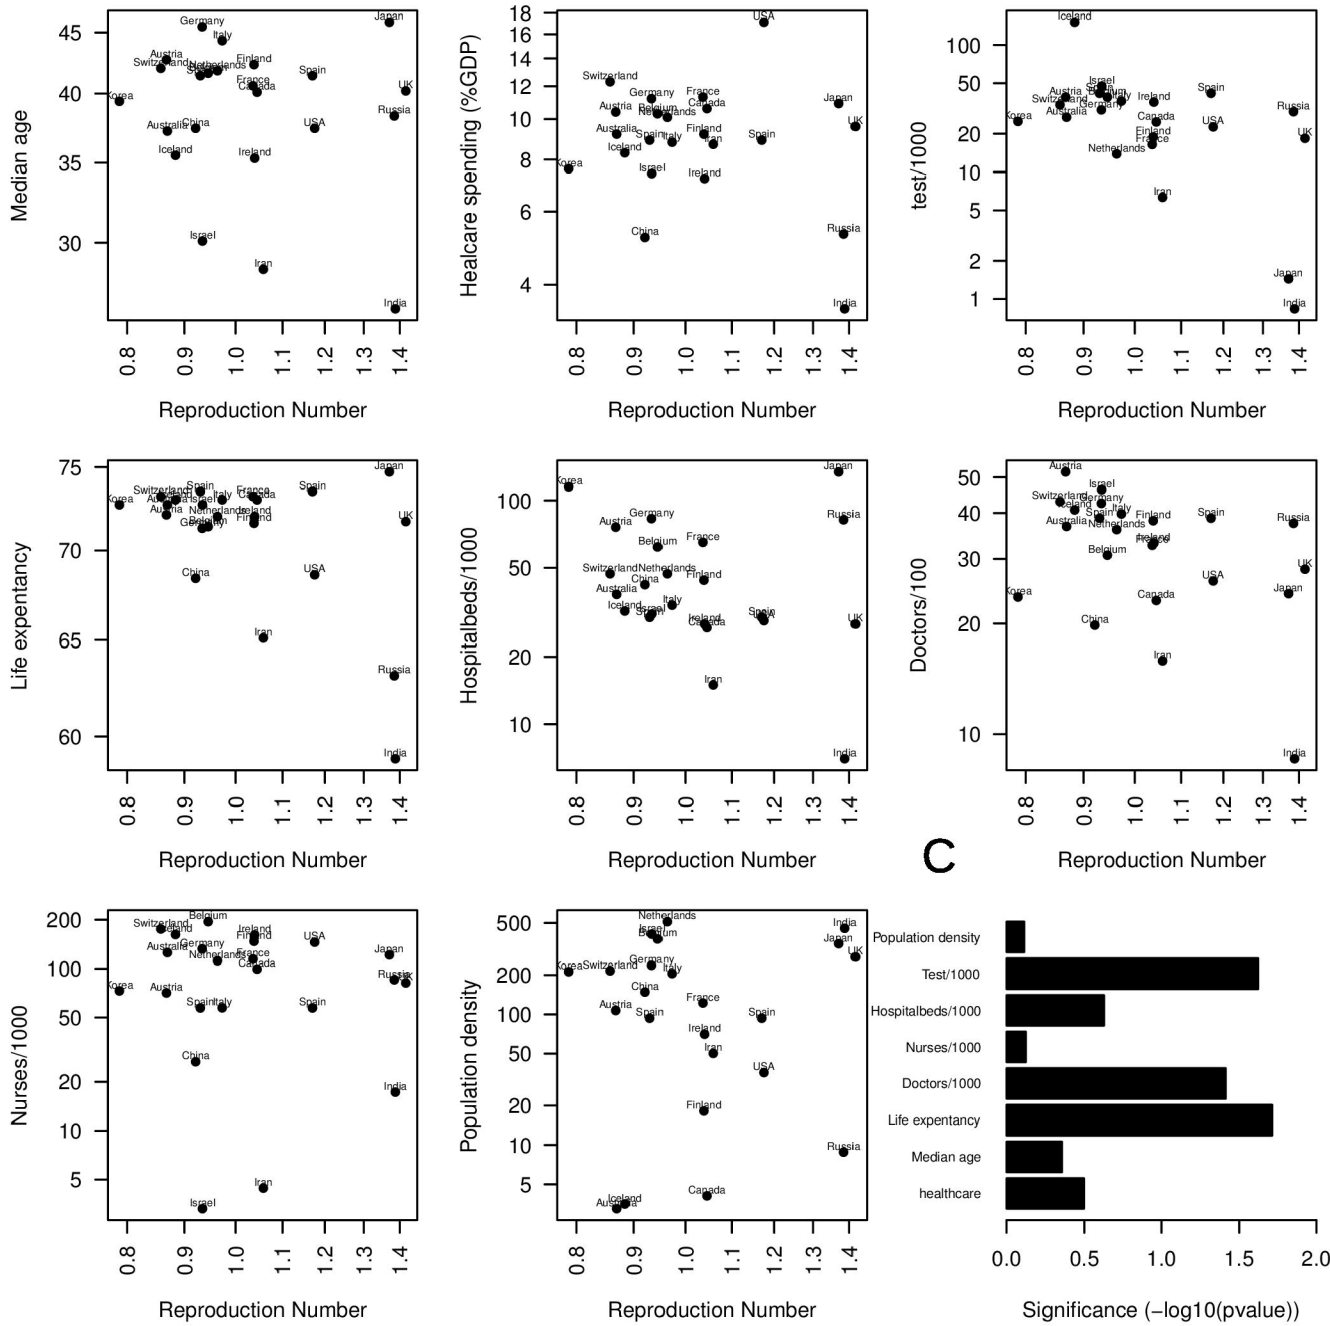 Median age
45
40
35
30
Germany
Japan
Italy
Austria
Switzerland
Netherlands
Finland
Spain
France
Canada
UK
Korea
Russia
Australia
China
USA
Iceland
Ireland
Israel
Iran
India
0.8 0.9 1.0 1.1 1.2 1.3 1.4
Reproduction Number
Healcare spending (%GDP)
18
16
14
12
10
8
6
4
USA
Switzerland
Germany
France
Japan
Austria
Belgium
Canada
Netherlands
UK
Australia
Spain
Italy
Finland
Iran
Spain
Iceland
Korea
Israel
Ireland
China
Russia
India
0.8 0.9 1.0 1.1 1.2 1.3 1.4
Reproduction Number
test/1000
100
50
20
10
5
2
1
Iceland
Israel
Spain
Austria
Italy
Switzerland
Germany
Ireland
Australia
Korea
Canada
USA
Russia
UK
Finland
France
Netherlands
Iran
Japan
India
0.8 0.9 1.0 1.1 1.2 1.3 1.4
Reproduction Number
Life expentancy
75
70
65
60
Japan
Spain
Spain
Switzerland
Iceland
Italy
France
Canada
Korea
Australia
Israel
Austria
Netherlands
Ireland
Finland
Belgium
Germany
UK
China
USA
Iran
Russia
India
0.8 0.9 1.0 1.1 1.2 1.3 1.4
Reproduction Number
Hospitalbeds/1000
100
50
20
10
Japan
Korea
Germany
Russia
Austria
France
Belgium
Switzerland
Netherlands
China
Finland
Australia
Italy
Iceland
Israel
Spain
Ireland
Canada
Spain
USA
UK
Iran
India
0.8 0.9 1.0 1.1 1.2 1.3 1.4
Reproduction Number
Doctors/100
50
40
30
20
10
Austria
Israel
Switzerland
Germany
Iceland
Italy
Spain
Spain
Finland
Russia
Australia
Netherlands
Ireland
France
Belgium
UK
USA
Japan
Korea
Canada
China
Iran
India
0.8 0.9 1.0 1.1 1.2 1.3 1.4
Reproduction Number
Nurses/1000
200
100
50
20
10
5
Belgium
Switzerland
Iceland
Ireland
Finland
USA
Germany
Australia
Netherlands
France
Canada
Japan
Russia
UK
Korea
Austria
Spain
Italy
Spain
China
India
Iran
Israel
0.8 0.9 1.0 1.1 1.2 1.3 1.4
Reproduction Number
Population density
500
200
100
50
20
10
5
Netherlands
Israel
Belgium
India
Japan
UK
Germany
Korea
Switzerland
Italy
China
France
Austria
Spain
Spain
Ireland
Iran
USA
Finland
Russia
Canada
Iceland
Australia
0.8 0.9 1.0 1.1 1.2 1.3 1.4
Reproduction Number
C
Population density
Test/1000
Hospitalbeds/1000
Nurses/1000
Doctors/1000
Life expentancy
Median age
healthcare
0.0 0.5 1.0 1.5 2.0
Significance (−log10(pvalue))